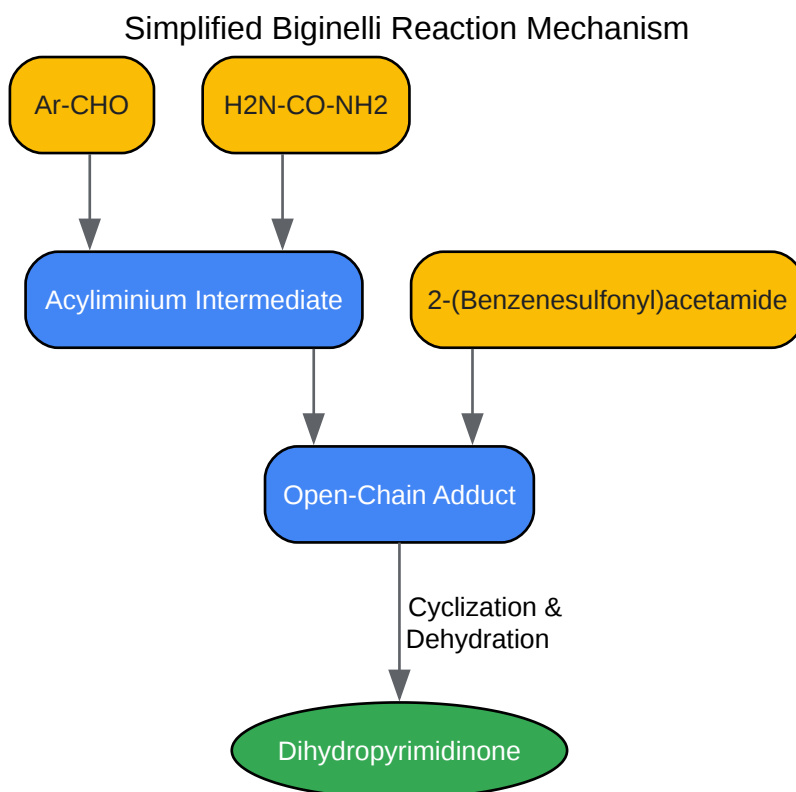 Simplified Biginelli Reaction Mechanism
Ar-CHO
H2N-CO-NH2
Acyliminium Intermediate
2-(Benzenesulfonyl)acetamide
Open-Chain Adduct
Cyclization &
Dehydration
Dihydropyrimidinone